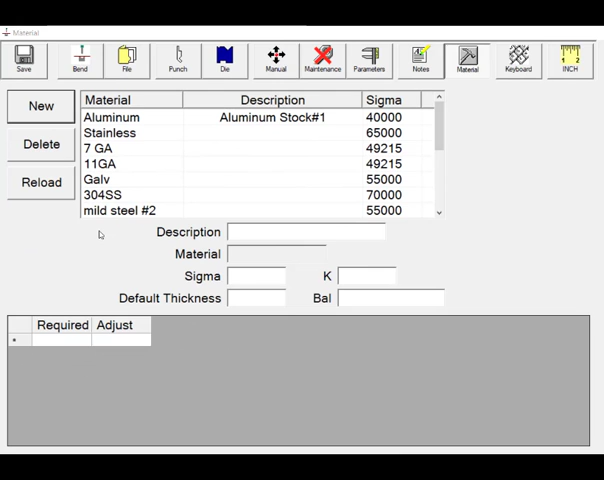 Material
Save Bend File Punch Die Manual Maintenance Parameters Notes Material Keyboard INCH
New
Delete
Reload
Material Description Sigma
Aluminum Aluminum Stock#1 40000
Stainless 65000
7 GA 49215
11GA 49215
Galv 55000
304SS 70000
mild steel #2 55000
Description
Material
Sigma K
Default Thickness Bal
Required Adjust